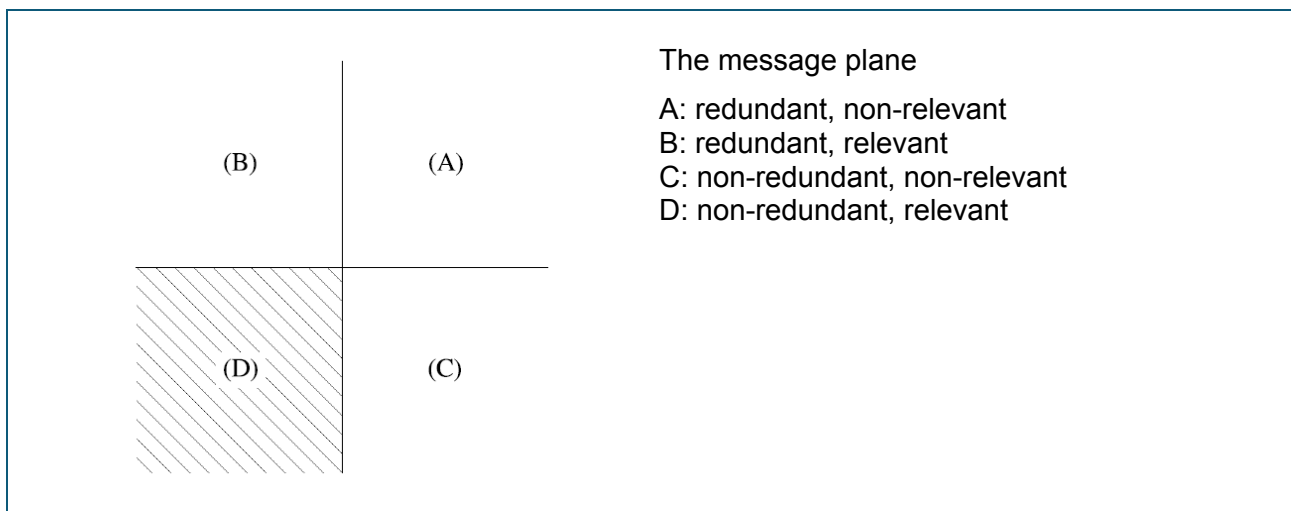 The message plane
A: redundant, non-relevant
B: redundant, relevant
C: non-redundant, non-relevant
D: non-redundant, relevant
(B) (A)
(D) (C)